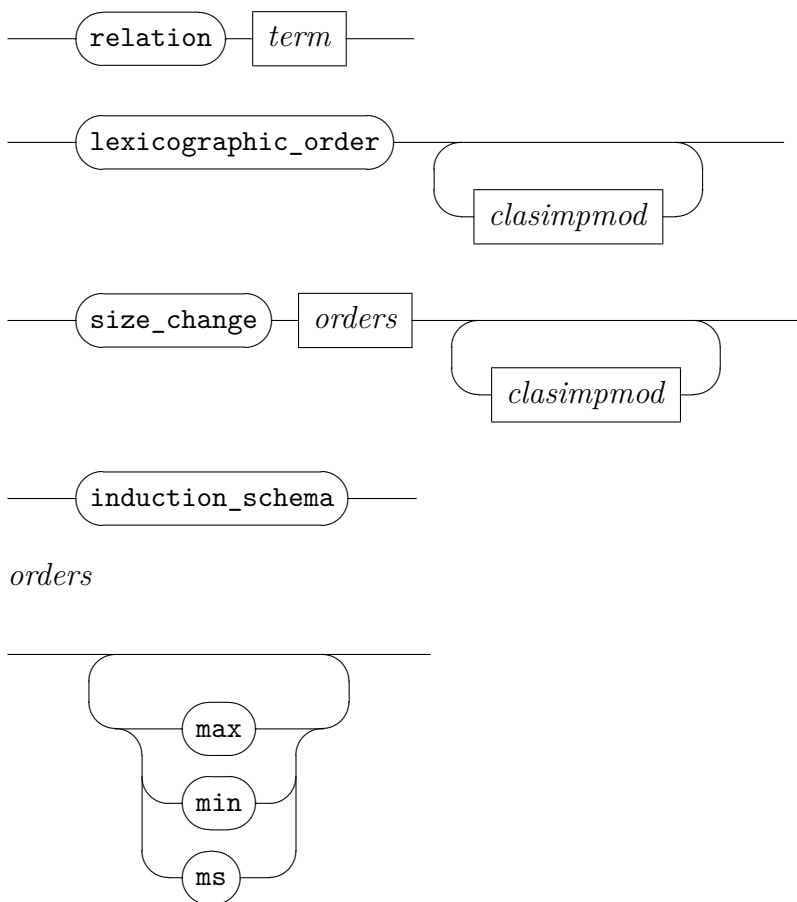 relation term
lexicographic_order
clasimpmod
size_change orders
clasimpmod
induction_schema
orders
max
min
ms